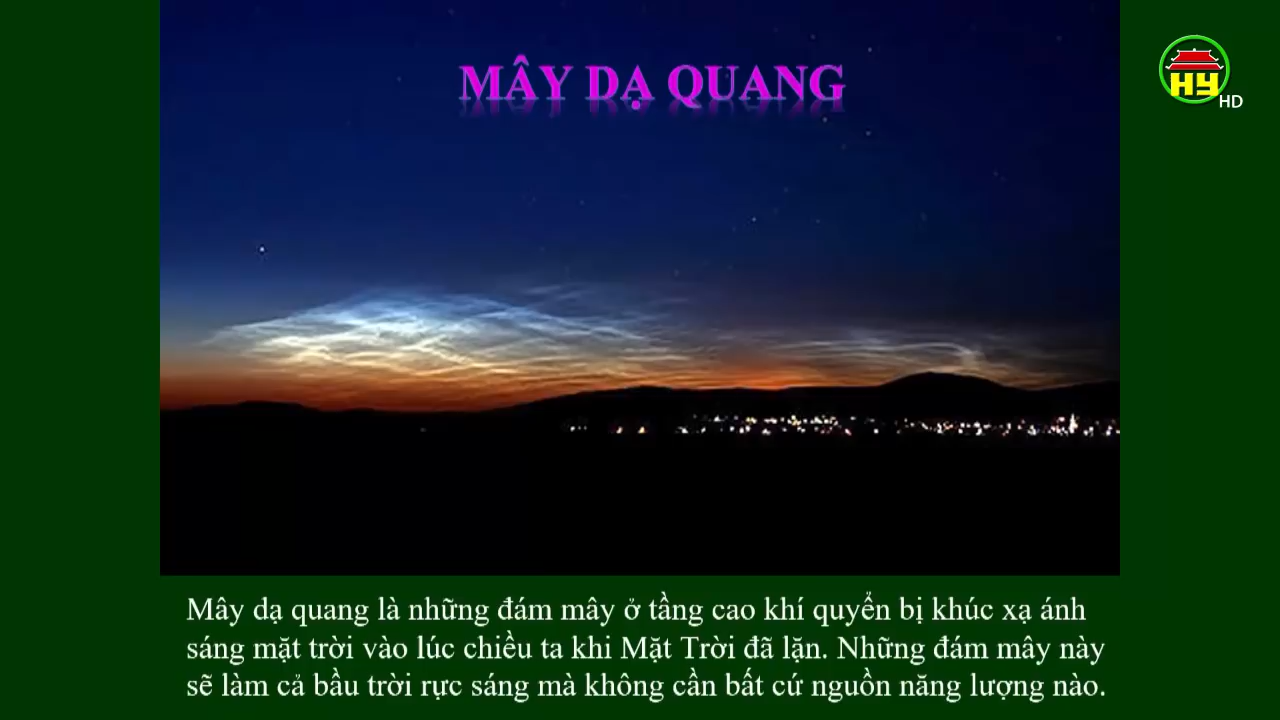 MÂY DẠ QUANG
HY
HD
Mây dạ quang là những đám mây ở tầng cao khí quyển bị khúc xạ ánh
sáng mặt trời vào lúc chiều ta khi Mặt Trời đã lặn. Những đám mây này
sẽ làm cả bầu trời rực sáng mà không cần bất cứ nguồn năng lượng nào.